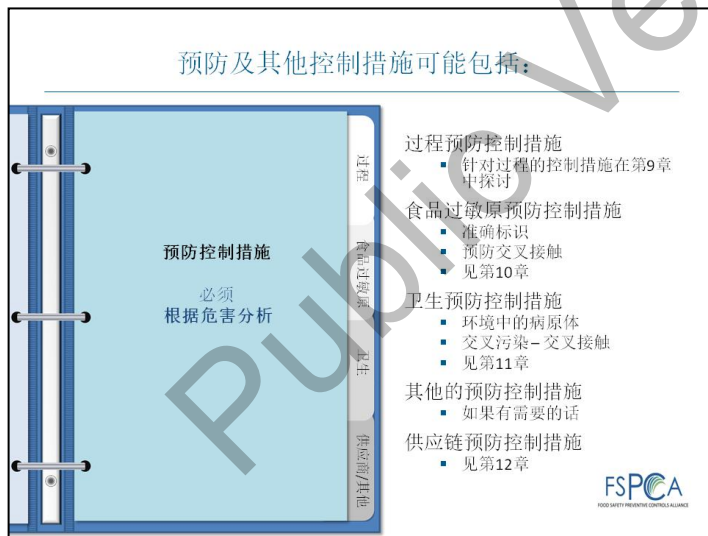 预防及其他控制措施可能包括：
预防控制措施
必须
根据危害分析
过程
食品过敏原
卫生
供应商/其他
过程预防控制措施
▪ 针对过程的控制措施在第9章
中探讨
食品过敏原预防控制措施
▪ 准确标识
▪ 预防交叉接触
▪ 见第10章
卫生预防控制措施
▪ 环境中的病原体
▪ 交叉污染 – 交叉接触
▪ 见第11章
其他的预防控制措施
▪ 如果有需要的话
供应链预防控制措施
▪ 见第12章
FSPCA
FOOD SAFETY PREVENTIVE CONTROLS ALLIANCE
Public Ve